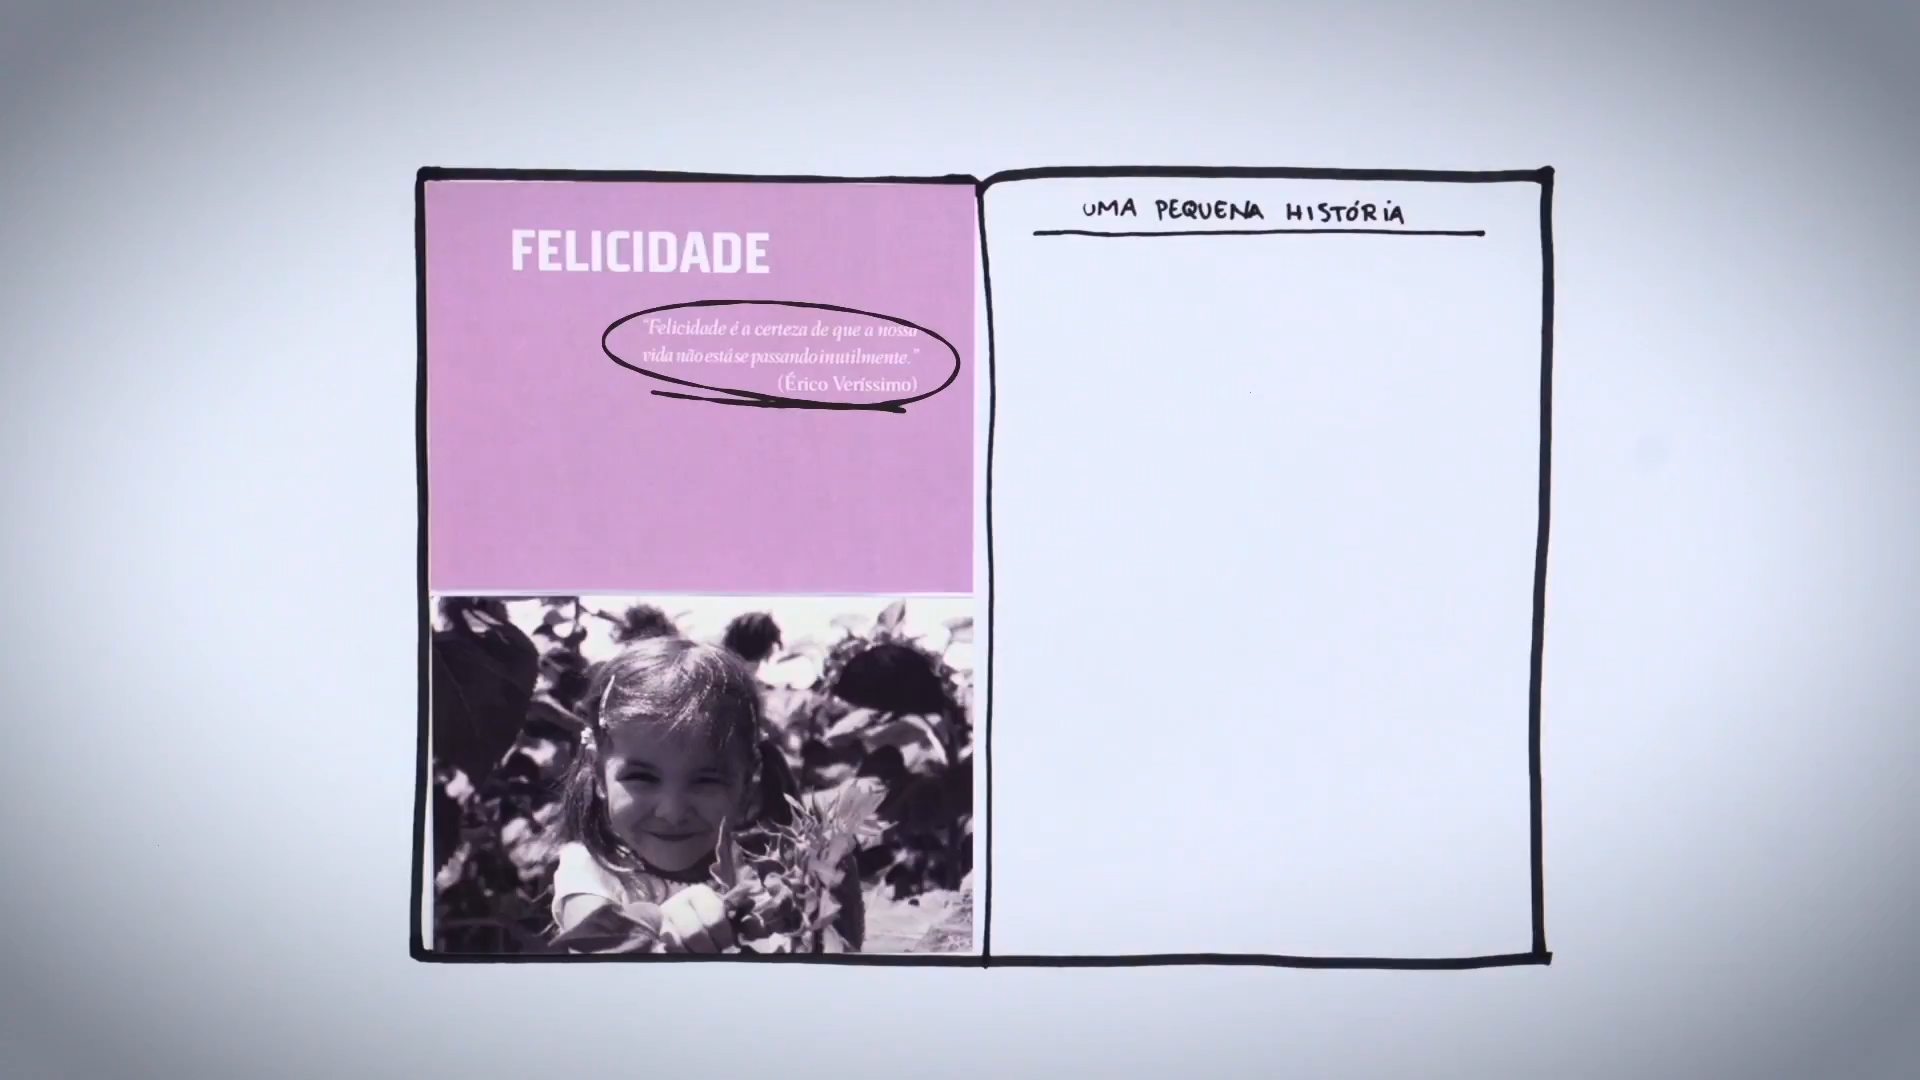 FELICIDADE
"Felicidade é a certeza de que a nossa
vida não está se passando inutilmente."
(Érico Veríssimo)
UMA PEQUENA HISTÓRIA